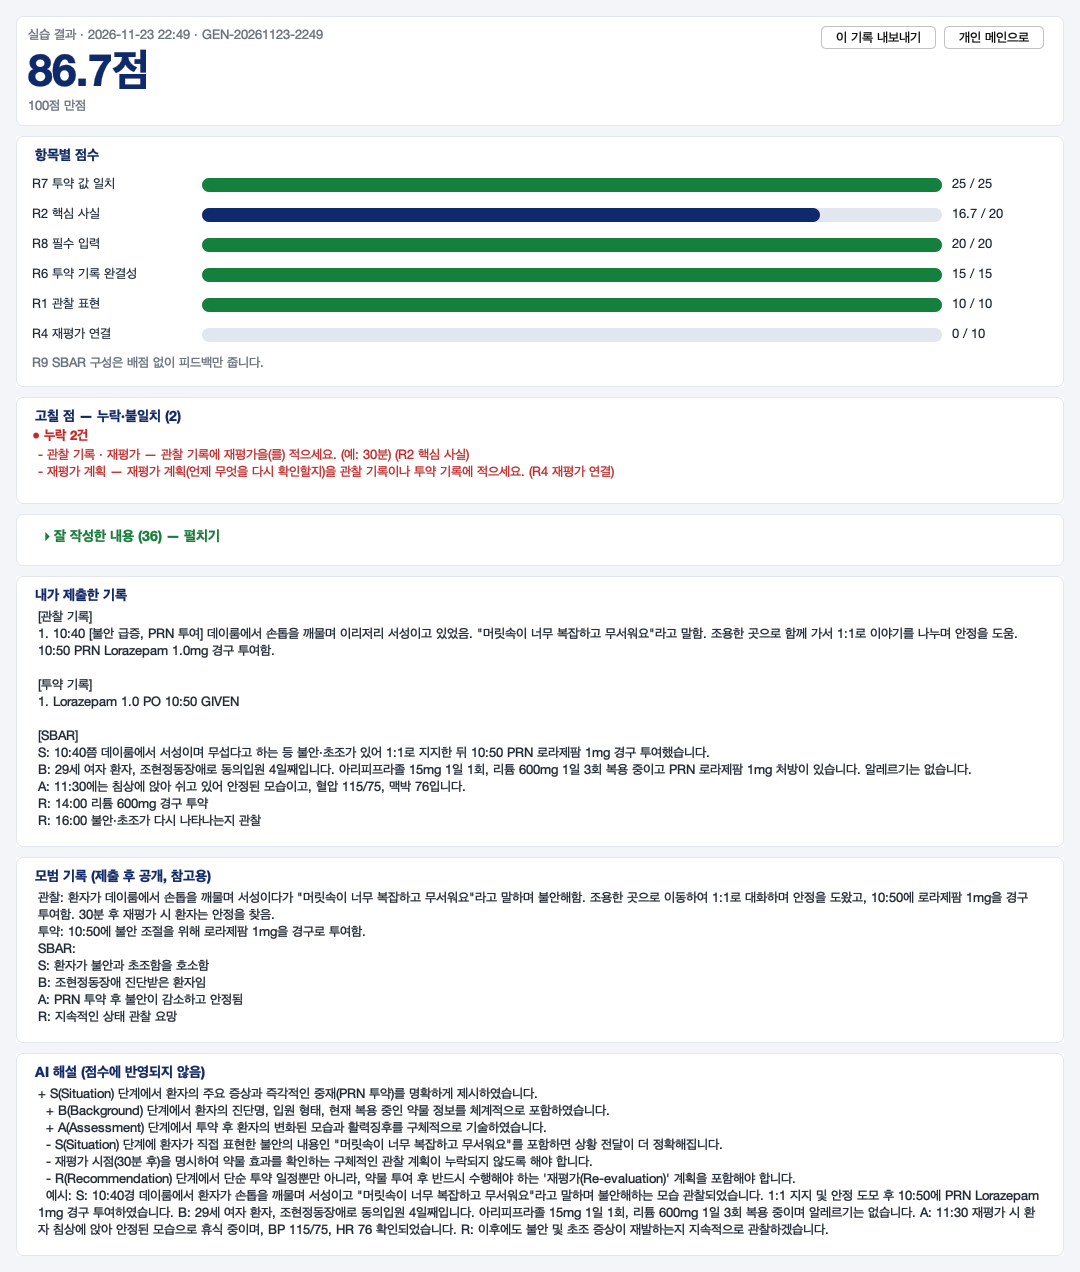 실습 결과 · 2026-11-23 22:49 · GEN-20261123-2249
이 기록 내보내기
개인 메인으로
86.7점
100점 만점
항목별 점수
R7 투약 값 일치 25 / 25
R2 핵심 사실 16.7 / 20
R8 필수 입력 20 / 20
R6 투약 기록 완결성 15 / 15
R1 관찰 표현 10 / 10
R4 재평가 연결 0 / 10
R9 SBAR 구성은 배점 없이 피드백만 줍니다.
고칠 점 — 누락·불일치 (2)
● 누락 2건
- 관찰 기록 · 재평가 — 관찰 기록에 재평가을(를) 적으세요. (예: 30분) (R2 핵심 사실)
- 재평가 계획 — 재평가 계획(언제 무엇을 다시 확인할지)을 관찰 기록이나 투약 기록에 적으세요. (R4 재평가 연결)
잘 작성한 내용 (36) — 펼치기
내가 제출한 기록
[관찰 기록]
1. 10:40 [불안 급증, PRN 투여] 데이룸에서 손톱을 깨물며 이리저리 서성이고 있었음. "머릿속이 너무 복잡하고 무서워요"라고 말함. 조용한 곳으로 함께 가서 1:1로 이야기를 나누며 안정을 도움.
10:50 PRN Lorazepam 1.0mg 경구 투여함.
[투약 기록]
1. Lorazepam 1.0 PO 10:50 GIVEN
[SBAR]
S: 10:40쯤 데이룸에서 서성이며 무섭다고 하는 등 불안·초조가 있어 1:1로 지지한 뒤 10:50 PRN 로라제팜 1mg 경구 투여했습니다.
B: 29세 여자 환자, 조현정동장애로 동의입원 4일째입니다. 아리피프라졸 15mg 1일 1회, 리튬 600mg 1일 3회 복용 중이고 PRN 로라제팜 1mg 처방이 있습니다. 알레르기는 없습니다.
A: 11:30에는 침상에 앉아 쉬고 있어 안정된 모습이고, 혈압 115/75, 맥박 76입니다.
R: 14:00 리튬 600mg 경구 투약
R: 16:00 불안·초조가 다시 나타나는지 관찰
모범 기록 (제출 후 공개, 참고용)
관찰: 환자가 데이룸에서 손톱을 깨물며 서성이다가 "머릿속이 너무 복잡하고 무서워요"라고 말하며 불안해함. 조용한 곳으로 이동하여 1:1로 대화하며 안정을 도왔고, 10:50에 로라제팜 1mg을 경구
투여함. 30분 후 재평가 시 환자는 안정을 찾음.
투약: 10:50에 불안 조절을 위해 로라제팜 1mg을 경구로 투여함.
SBAR:
S: 환자가 불안과 초조함을 호소함
B: 조현정동장애 진단받은 환자임
A: PRN 투약 후 불안이 감소하고 안정됨
R: 지속적인 상태 관찰 요망
AI 해설 (점수에 반영되지 않음)
+ S(Situation) 단계에서 환자의 주요 증상과 즉각적인 중재(PRN 투약)를 명확하게 제시하였습니다.
+ B(Background) 단계에서 환자의 진단명, 입원 형태, 현재 복용 중인 약물 정보를 체계적으로 포함하였습니다.
+ A(Assessment) 단계에서 투약 후 환자의 변화된 모습과 활력징후를 구체적으로 기술하였습니다.
- S(Situation) 단계에 환자가 직접 표현한 불안의 내용인 "머릿속이 너무 복잡하고 무서워요"를 포함하면 상황 전달이 더 정확해집니다.
- 재평가 시점(30분 후)을 명시하여 약물 효과를 확인하는 구체적인 관찰 계획이 누락되지 않도록 해야 합니다.
- R(Recommendation) 단계에서 단순 투약 일정뿐만 아니라, 약물 투여 후 반드시 수행해야 하는 '재평가(Re-evaluation)' 계획을 포함해야 합니다.
예시: S: 10:40경 데이룸에서 환자가 손톱을 깨물며 서성이고 "머릿속이 너무 복잡하고 무서워요"라고 말하며 불안해하는 모습 관찰되었습니다. 1:1 지지 및 안정 도모 후 10:50에 PRN Lorazepam
1mg 경구 투여하였습니다. B: 29세 여자 환자, 조현정동장애로 동의입원 4일째입니다. 아리피프라졸 15mg 1일 1회, 리튬 600mg 1일 3회 복용 중이며 알레르기는 없습니다. A: 11:30 재평가 시 환
자 침상에 앉아 안정된 모습으로 휴식 중이며, BP 115/75, HR 76 확인되었습니다. R: 이후에도 불안 및 초조 증상이 재발하는지 지속적으로 관찰하겠습니다.